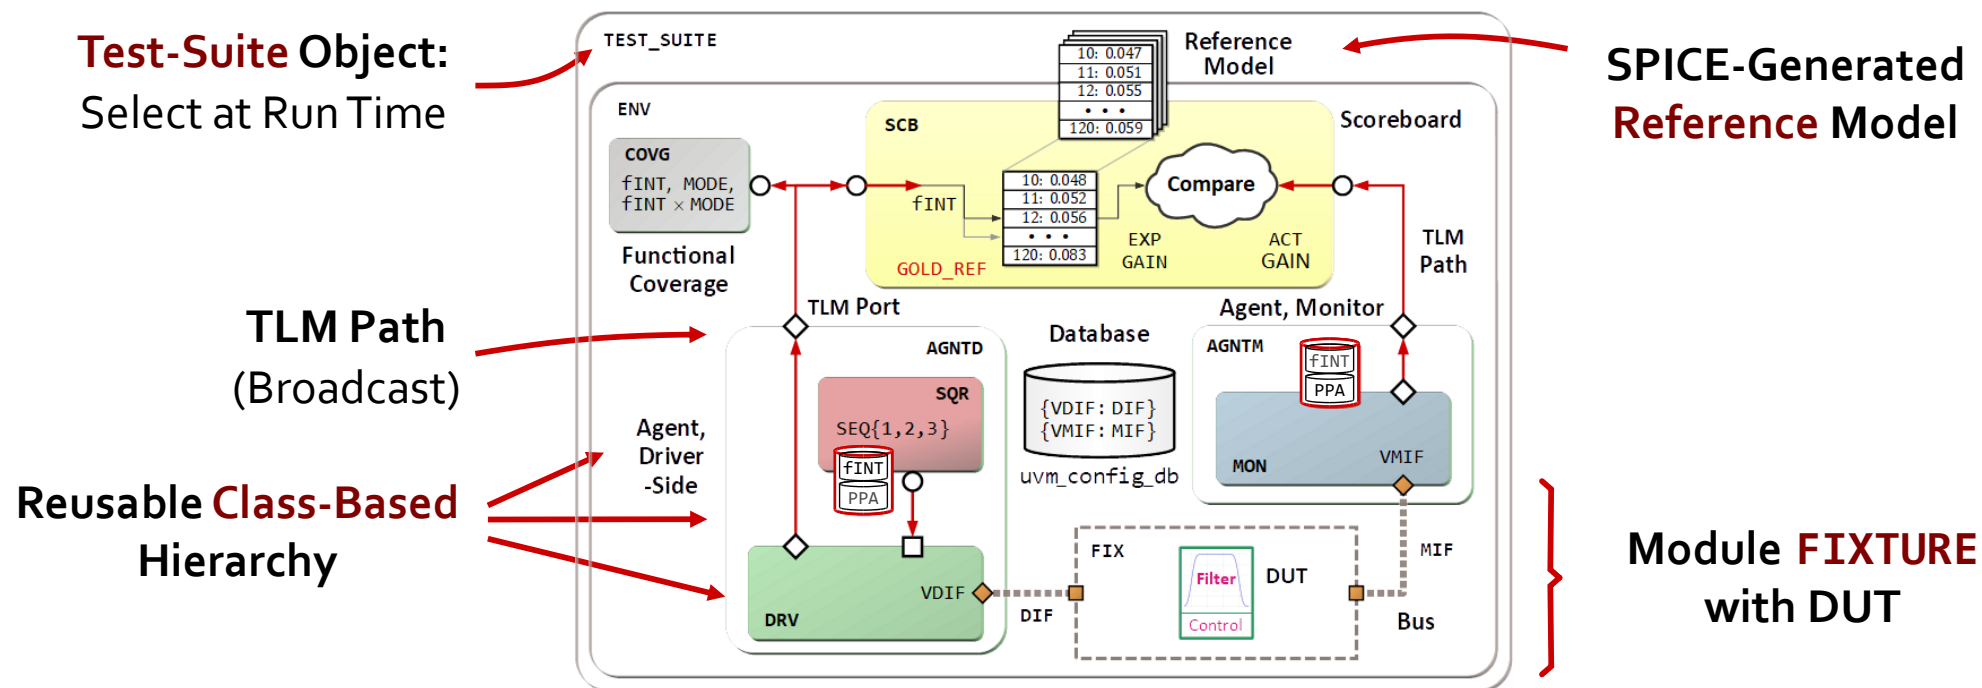 Test-Suite Object:
Select at Run Time
TLM Path
(Broadcast)
Reusable Class-Based
Hierarchy
TEST_SUITE
Reference
Model
10: 0.047
11: 0.051
12: 0.055
• • •
120: 0.059
ENV
SCB
Scoreboard
COVG
fINT, MODE,
fINT × MODE
Functional
Coverage
fINT
GOLD_REF
10: 0.048
11: 0.052
12: 0.056
• • •
120: 0.083
Compare
EXP
GAIN
ACT
GAIN
TLM
Path
TLM Port
Agent, Monitor
Database
AGNTD
SQR
SEQ{1,2,3}
fINT
PPA
Agent,
Driver
-Side
{VDIF: DIF}
{VMIF: MIF}
uvm_config_db
AGNTM
fINT
PPA
MON
VMIF
VDIF
DRV
DIF
FIX
Filter
Control
DUT
MIF
Bus
SPICE-Generated
Reference Model
Module FIXTURE
with DUT